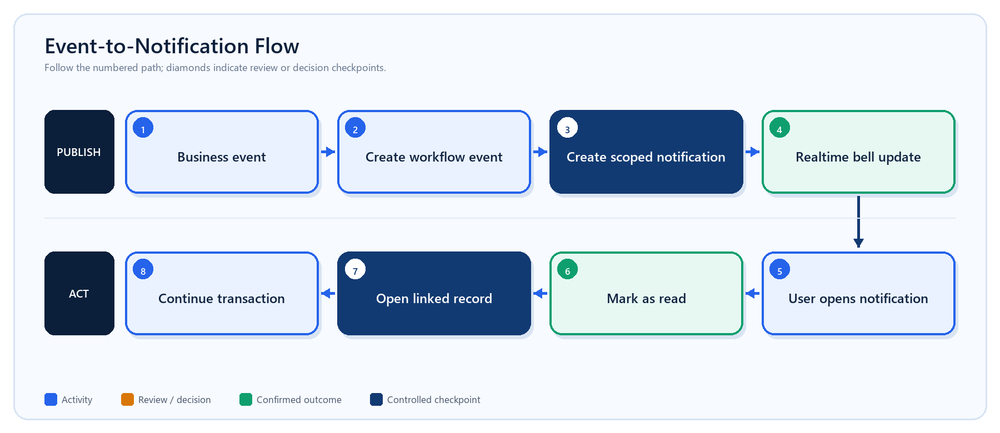 Event-to-Notification Flow
Follow the numbered path; diamonds indicate review or decision checkpoints.
PUBLISH
1
Business event
2
Create workflow event
3
Create scoped notification
4
Realtime bell update
ACT
8
Continue transaction
7
Open linked record
6
Mark as read
5
User opens notification
Activity
Review / decision
Confirmed outcome
Controlled checkpoint